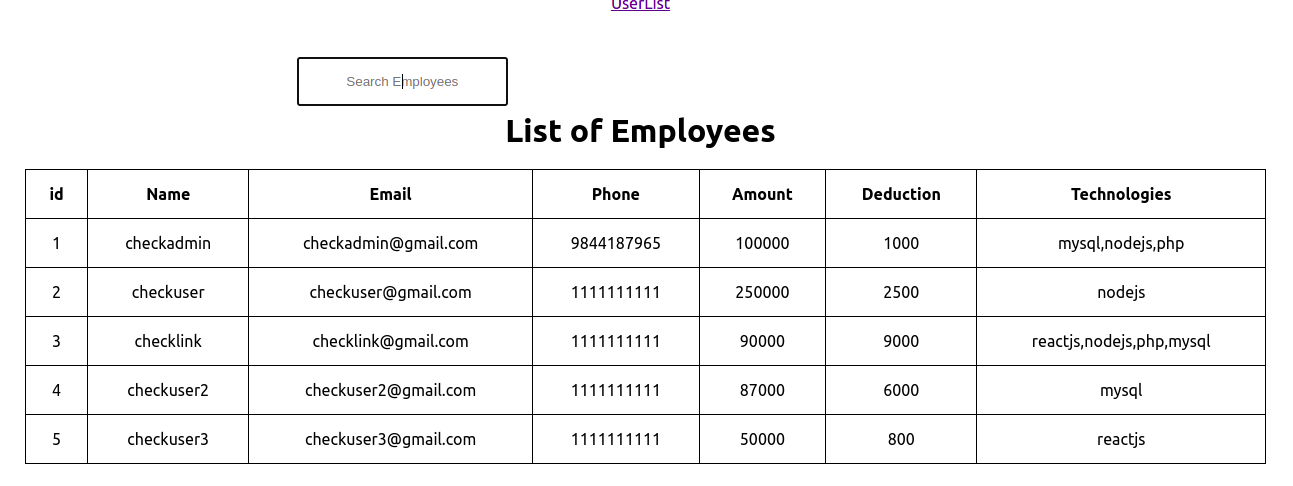 UserList
Search Employees
List of Employees
id Name Email Phone Amount Deduction Technologies
1 checkadmin checkadmin@gmail.com 9844187965 100000 1000 mysql,nodejs,php
2 checkuser checkuser@gmail.com 1111111111 250000 2500 nodejs
3 checklink checklink@gmail.com 1111111111 90000 9000 reactjs,nodejs,php,mysql
4 checkuser2 checkuser2@gmail.com 1111111111 87000 6000 mysql
5 checkuser3 checkuser3@gmail.com 1111111111 50000 800 reactjs